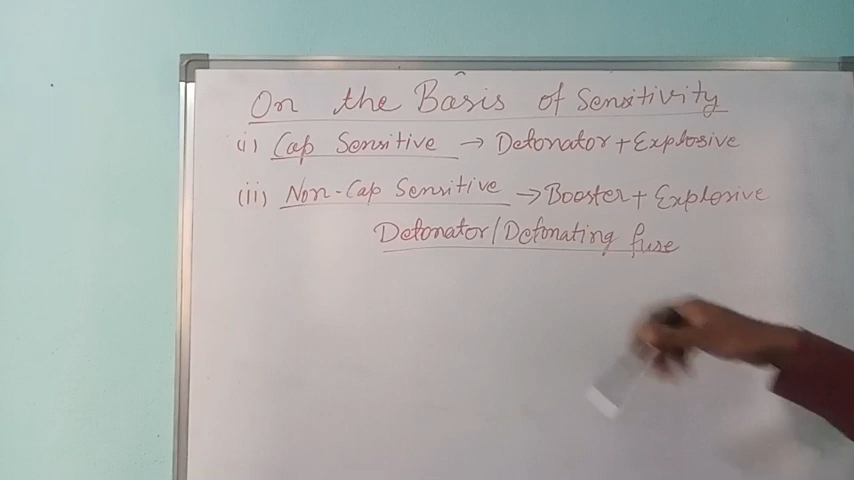 On the Basis of Sensitivity
(i) Cap Sensitive → Detonator + Explosive
(ii) Non-Cap Sensitive → Booster + Explosive
Detonator/Detonating fuse